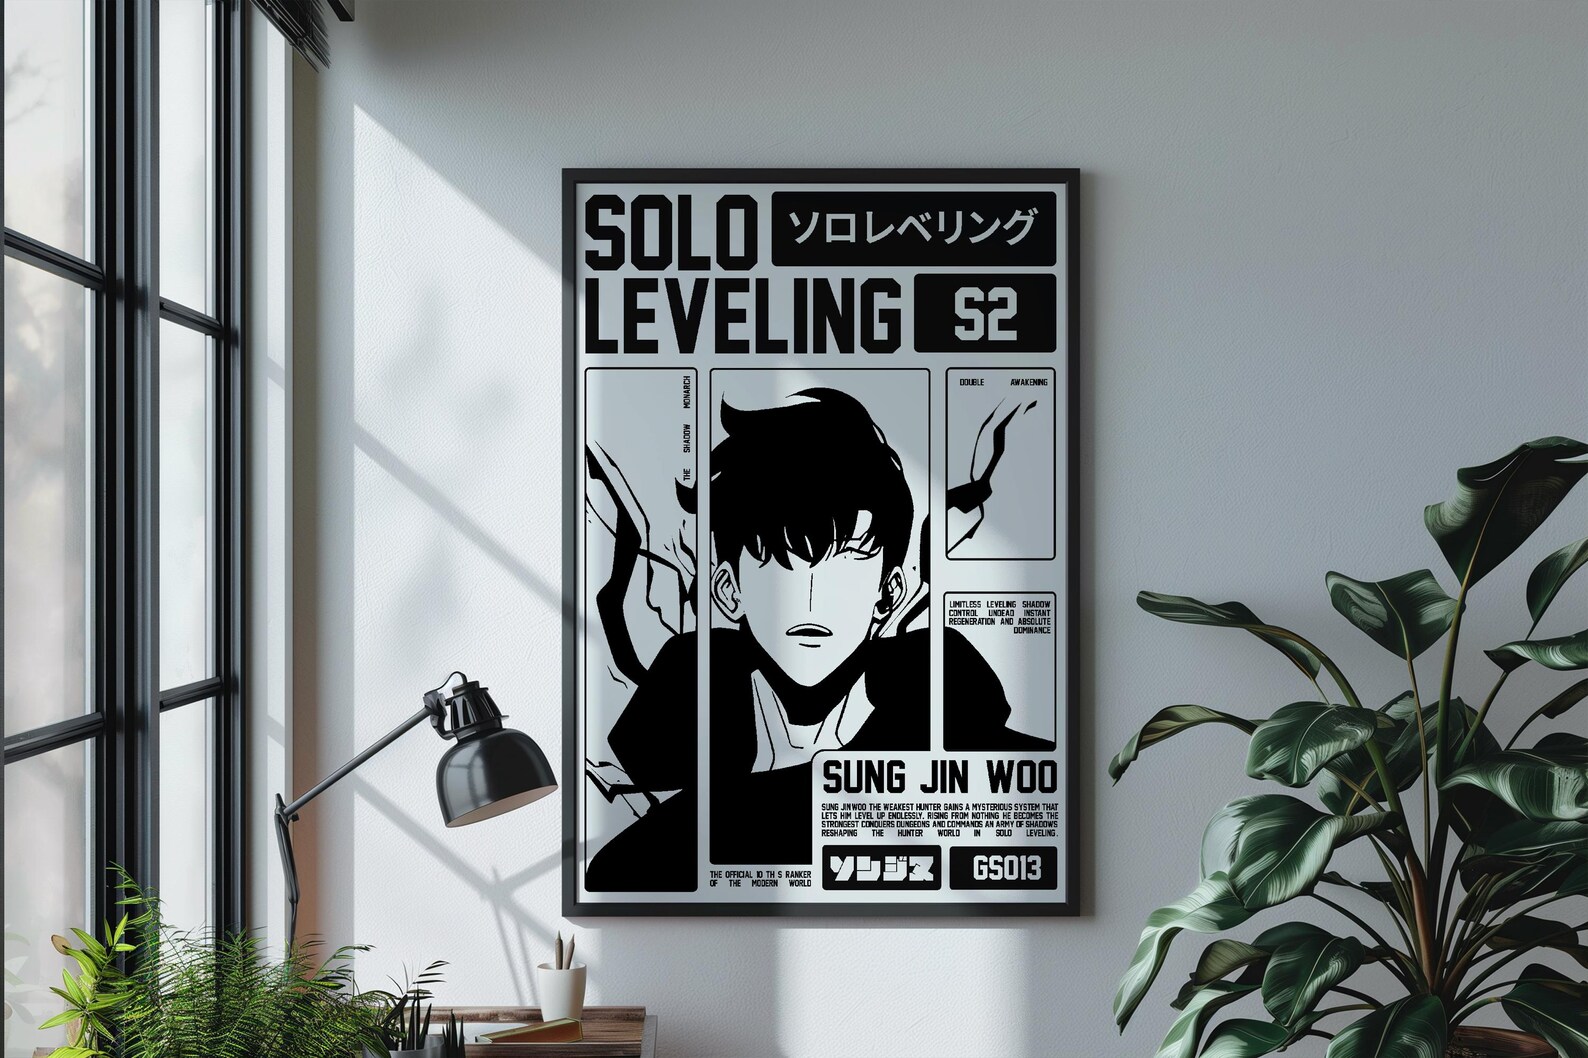 SOLO
ソロレベリング
LEVELING
S2
THE SHADOW MONARCH
DOUBLE AWAKENING
LIMITLESS LEVELING SHADOW
CONTROL UNDEAD INSTANT
REGENERATION AND ABSOLUTE
DOMINANCE
SUNG JIN WOO
SUNG JINWOO THE WEAKEST HUNTER GAINS A MYSTERIOUS SYSTEM THAT
LETS HIM LEVEL UP ENDLESSLY. RISING FROM NOTHING HE BECOMES THE
STRONGEST CONQUERS DUNGEONS AND COMMANDS AN ARMY OF SHADOWS
RESHAPING THE HUNTER WORLD IN SOLO LEVELING.
THE OFFICIAL 10 TH S RANKER
OF THE MODERN WORLD
ソンジヌ
GS013